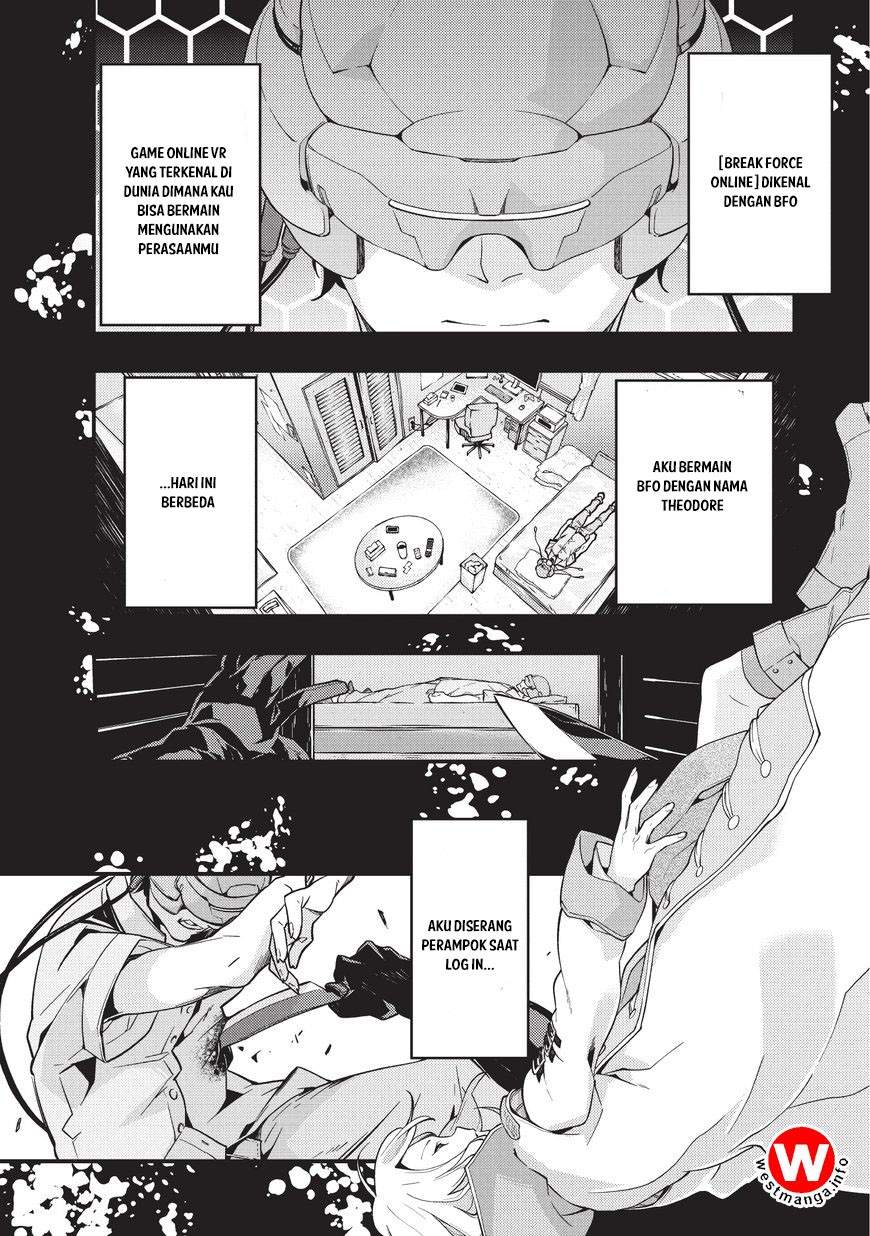 [BREAK FORCE
ONLINE] DIKENAL
DENGAN BFO
GAME ONLINE VR
YANG TERKENAL DI
DUNIA DIMANA KAU
BISA BERMAIN
MENGUNAKAN
PERASAANMU
AKU BERMAIN
BFO DENGAN NAMA
THEODORE
...HARI INI
BERBEDA
AKU DISERANG
PERAMPOK SAAT
LOG IN...
W
westmanga.info